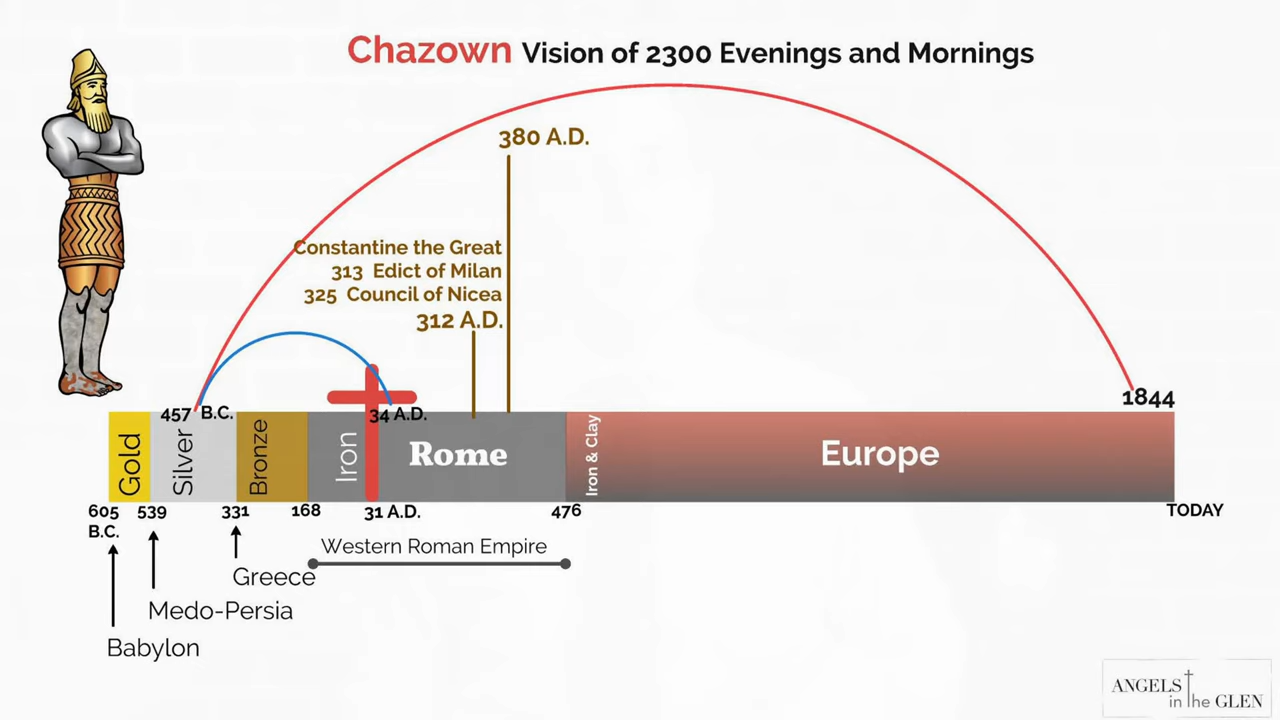 Chazown Vision of 2300 Evenings and Mornings
380 A.D.
Constantine the Great
313 Edict of Milan
325 Council of Nicea
312 A.D.
1844
457 B.C.
34 A.D.
Gold
Silver
Bronze
Iron
Rome
Iron & Clay
Europe
605
B.C.
539
331
168
31 A.D.
476
TODAY
Western Roman Empire
Greece
Medo-Persia
Babylon
ANGELS
in the GLEN